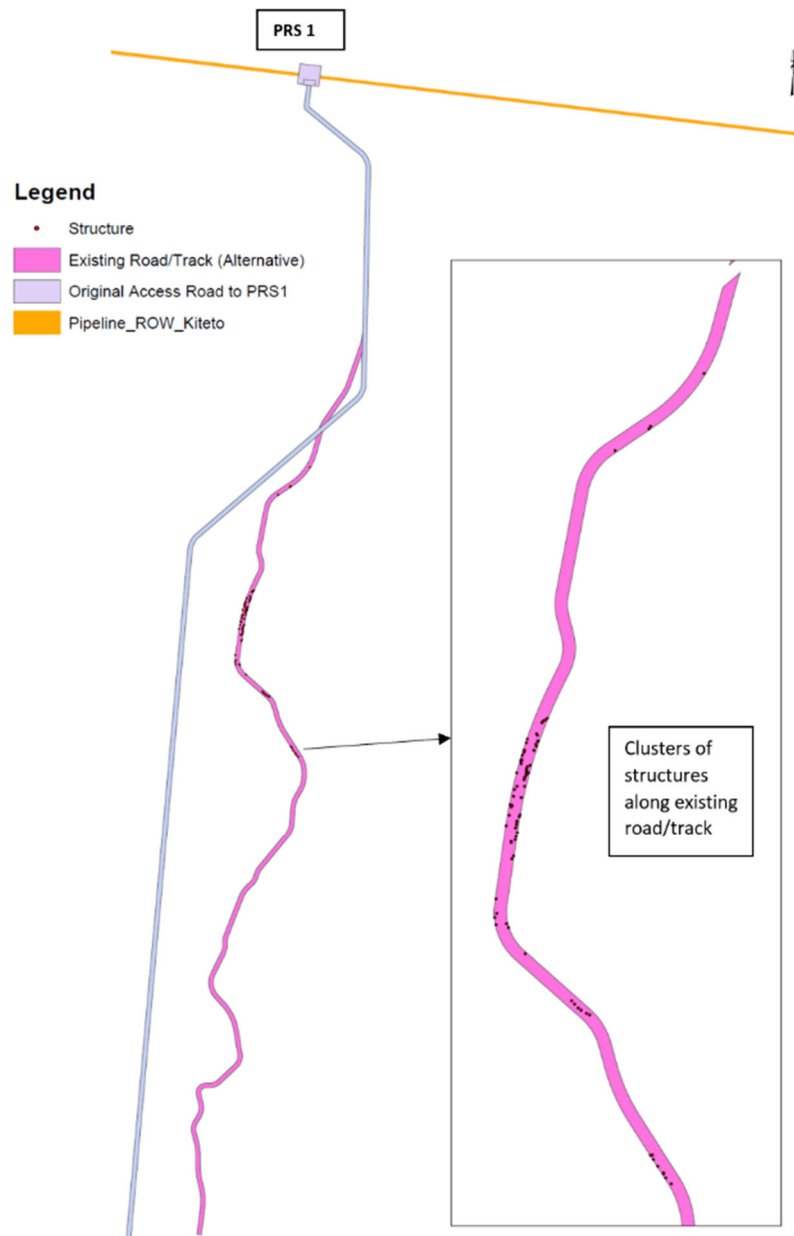 PRS 1
Legend
Structure
Existing Road/Track (Alternative)
Original Access Road to PRS1
Pipeline_ROW_Kiteto
Clusters of
structures
along existing
road/track